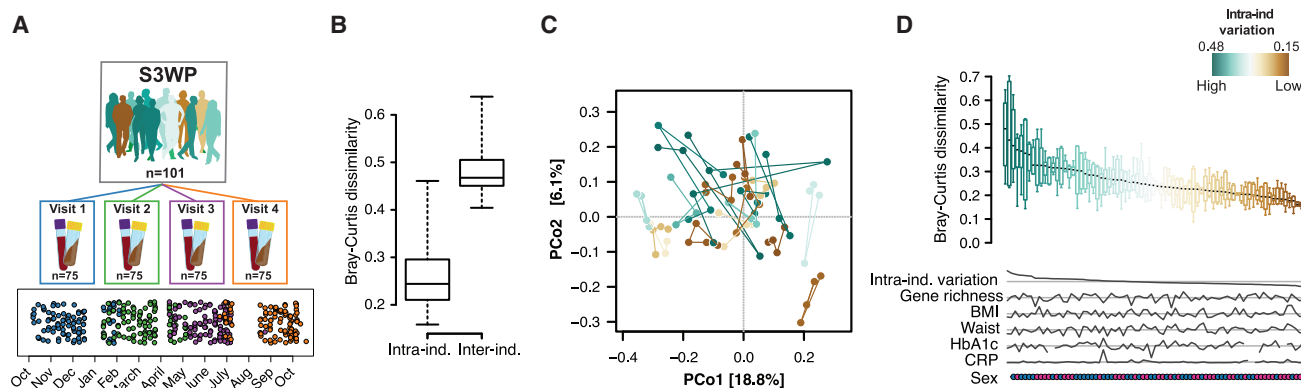 A
S3WP
n=101
Visit 1
Visit 2
Visit 3
Visit 4
n=75
n=75
n=75
n=75
Oct
Nov
Dec
Jan
Feb
March
April
May
June
July
Aug
Sep
Oct
B
Bray-Curtis dissimilarity
0.6
0.5
0.4
0.3
0.2
Intra-ind.
Inter-ind.
C
PCo2 [6.1%]
0.3
0.2
0.1
0.0
−0.1
−0.2
−0.3
−0.4
−0.2
0.0
0.2
PCo1 [18.8%]
D
Intra-ind
variation
0.48
0.15
High
Low
Bray-Curtis dissimilarity
0.7
0.6
0.5
0.4
0.3
0.2
0.1
0.0
Intra-ind. variation
Gene richness
BMI
Waist
HbA1c
CRP
Sex